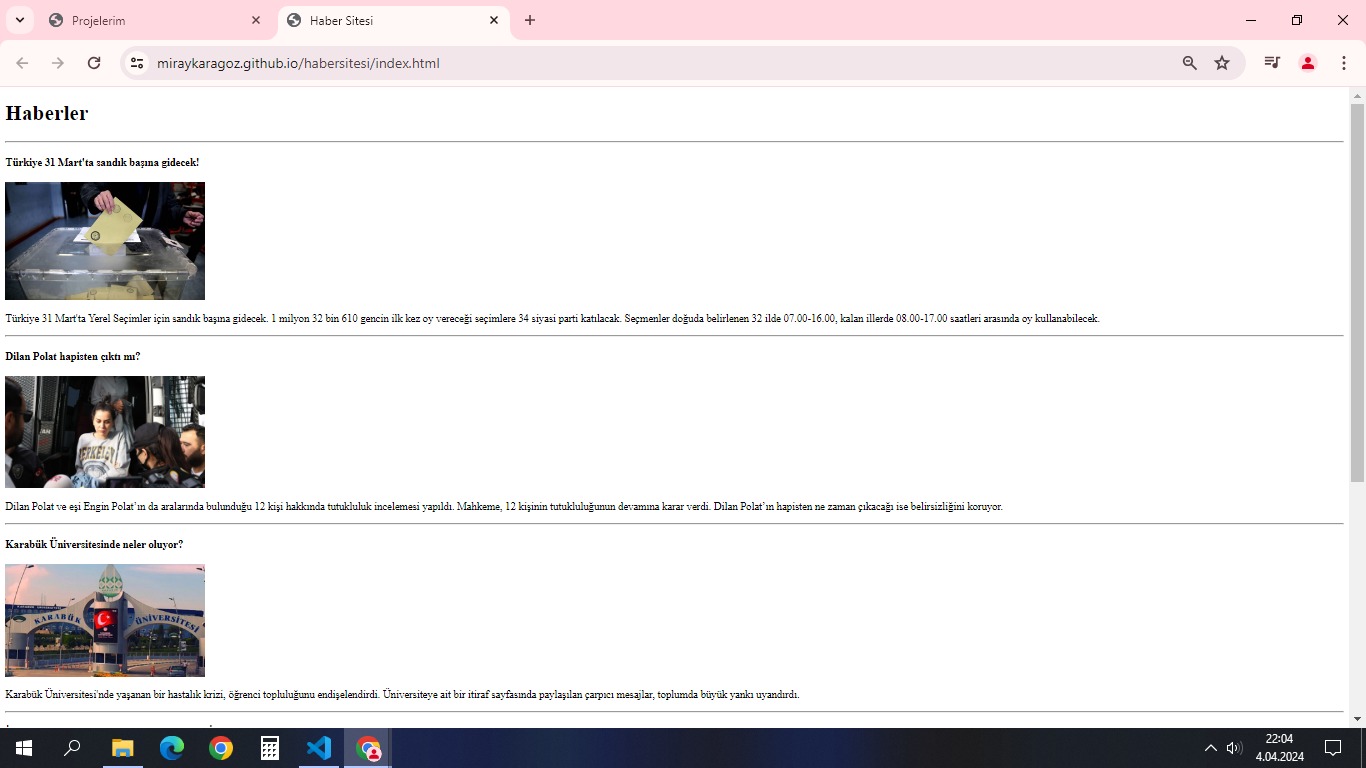 Projelerim
Haber Sitesi
miraykaragoz.github.io/habersitesi/index.html
Haberler
Türkiye 31 Mart'ta sandık başına gidecek!
Türkiye 31 Mart'ta Yerel Seçimler için sandık başına gidecek. 1 milyon 32 bin 610 gencin ilk kez oy vereceği seçimlere 34 siyasi parti katılacak. Seçmenler doğuda belirlenen 32 ilde 07.00-16.00, kalan illerde 08.00-17.00 saatleri arasında oy kullanabilecek.
Dilan Polat hapisten çıktı mı?
BERKELEY
Dilan Polat ve eşi Engin Polat’ın da aralarında bulunduğu 12 kişi hakkında tutukluluk incelemesi yapıldı. Mahkeme, 12 kişinin tutukluluğunun devamına karar verdi. Dilan Polat’ın hapisten ne zaman çıkacağı ise belirsizliğini koruyor.
Karabük Üniversitesinde neler oluyor?
KARABÜK ÜNİVERSİTESİ
Karabük Üniversitesi'nde yaşanan bir hastalık krizi, öğrenci topluluğunu endişelendirdi. Üniversiteye ait bir itiraf sayfasında paylaşılan çarpıcı mesajlar, toplumda büyük yankı uyandırdı.
22:04
4.04.2024